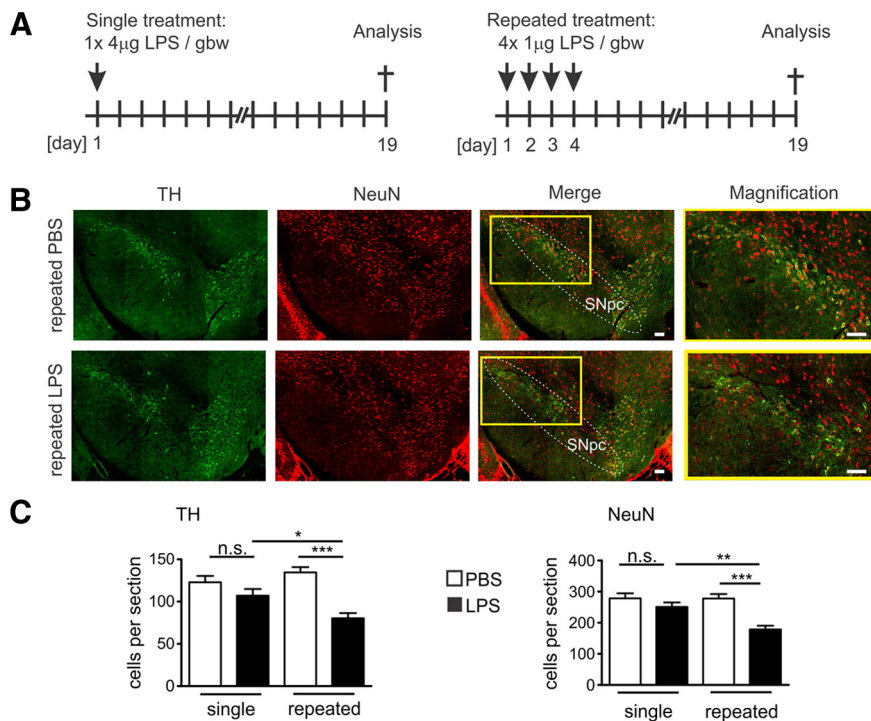 A
Single treatment:
1x 4µg LPS / gbw
Analysis
[day] 1
19
Repeated treatment:
4x 1µg LPS / gbw
Analysis
[day] 1 2 3 4
19
B
TH
NeuN
Merge
Magnification
repeated PBS
SNpc
repeated LPS
SNpc
C
TH
cells per section
150
100
50
0
n.s.
*
***
single
repeated
PBS
LPS
NeuN
cells per section
400
300
200
100
0
n.s.
**
***
single
repeated